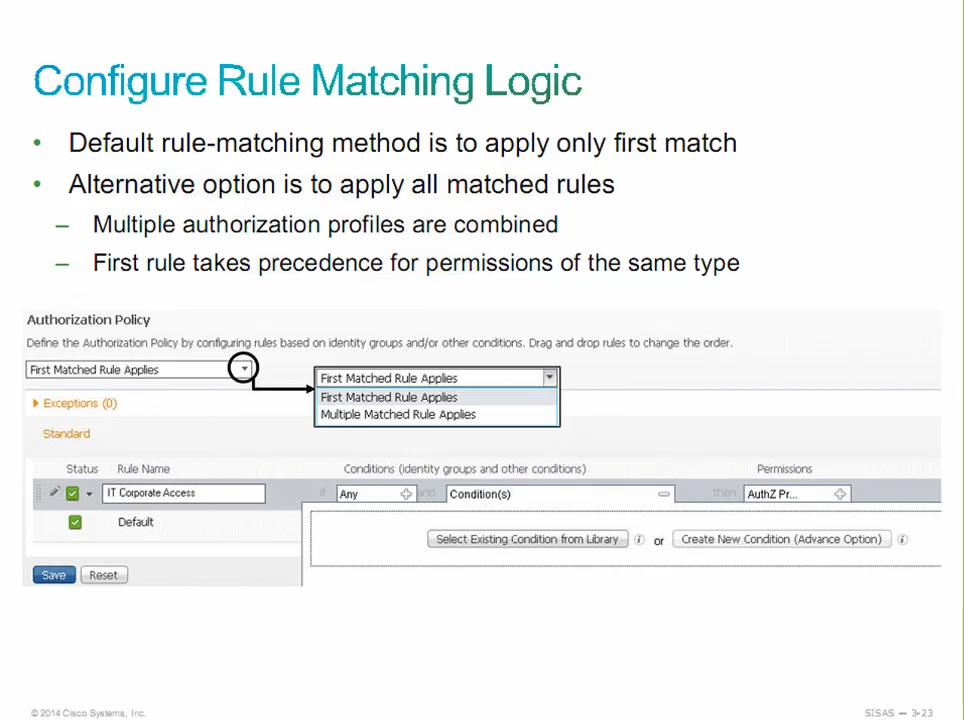 Configure Rule Matching Logic
• Default rule-matching method is to apply only first match
• Alternative option is to apply all matched rules
– Multiple authorization profiles are combined
– First rule takes precedence for permissions of the same type
Authorization Policy
Define the Authorization Policy by configuring rules based on identity groups and/or other conditions. Drag and drop rules to change the order.
First Matched Rule Applies
First Matched Rule Applies
First Matched Rule Applies
Multiple Matched Rule Applies
Exceptions (0)
Standard
Status Rule Name Conditions (identity groups and other conditions) Permissions
IT Corporate Access if Any and Condition(s) then AuthZ Pr...
Default
Select Existing Condition from Library or Create New Condition (Advance Option)
Save Reset
© 2014 Cisco Systems, Inc. SISAS — 3-23